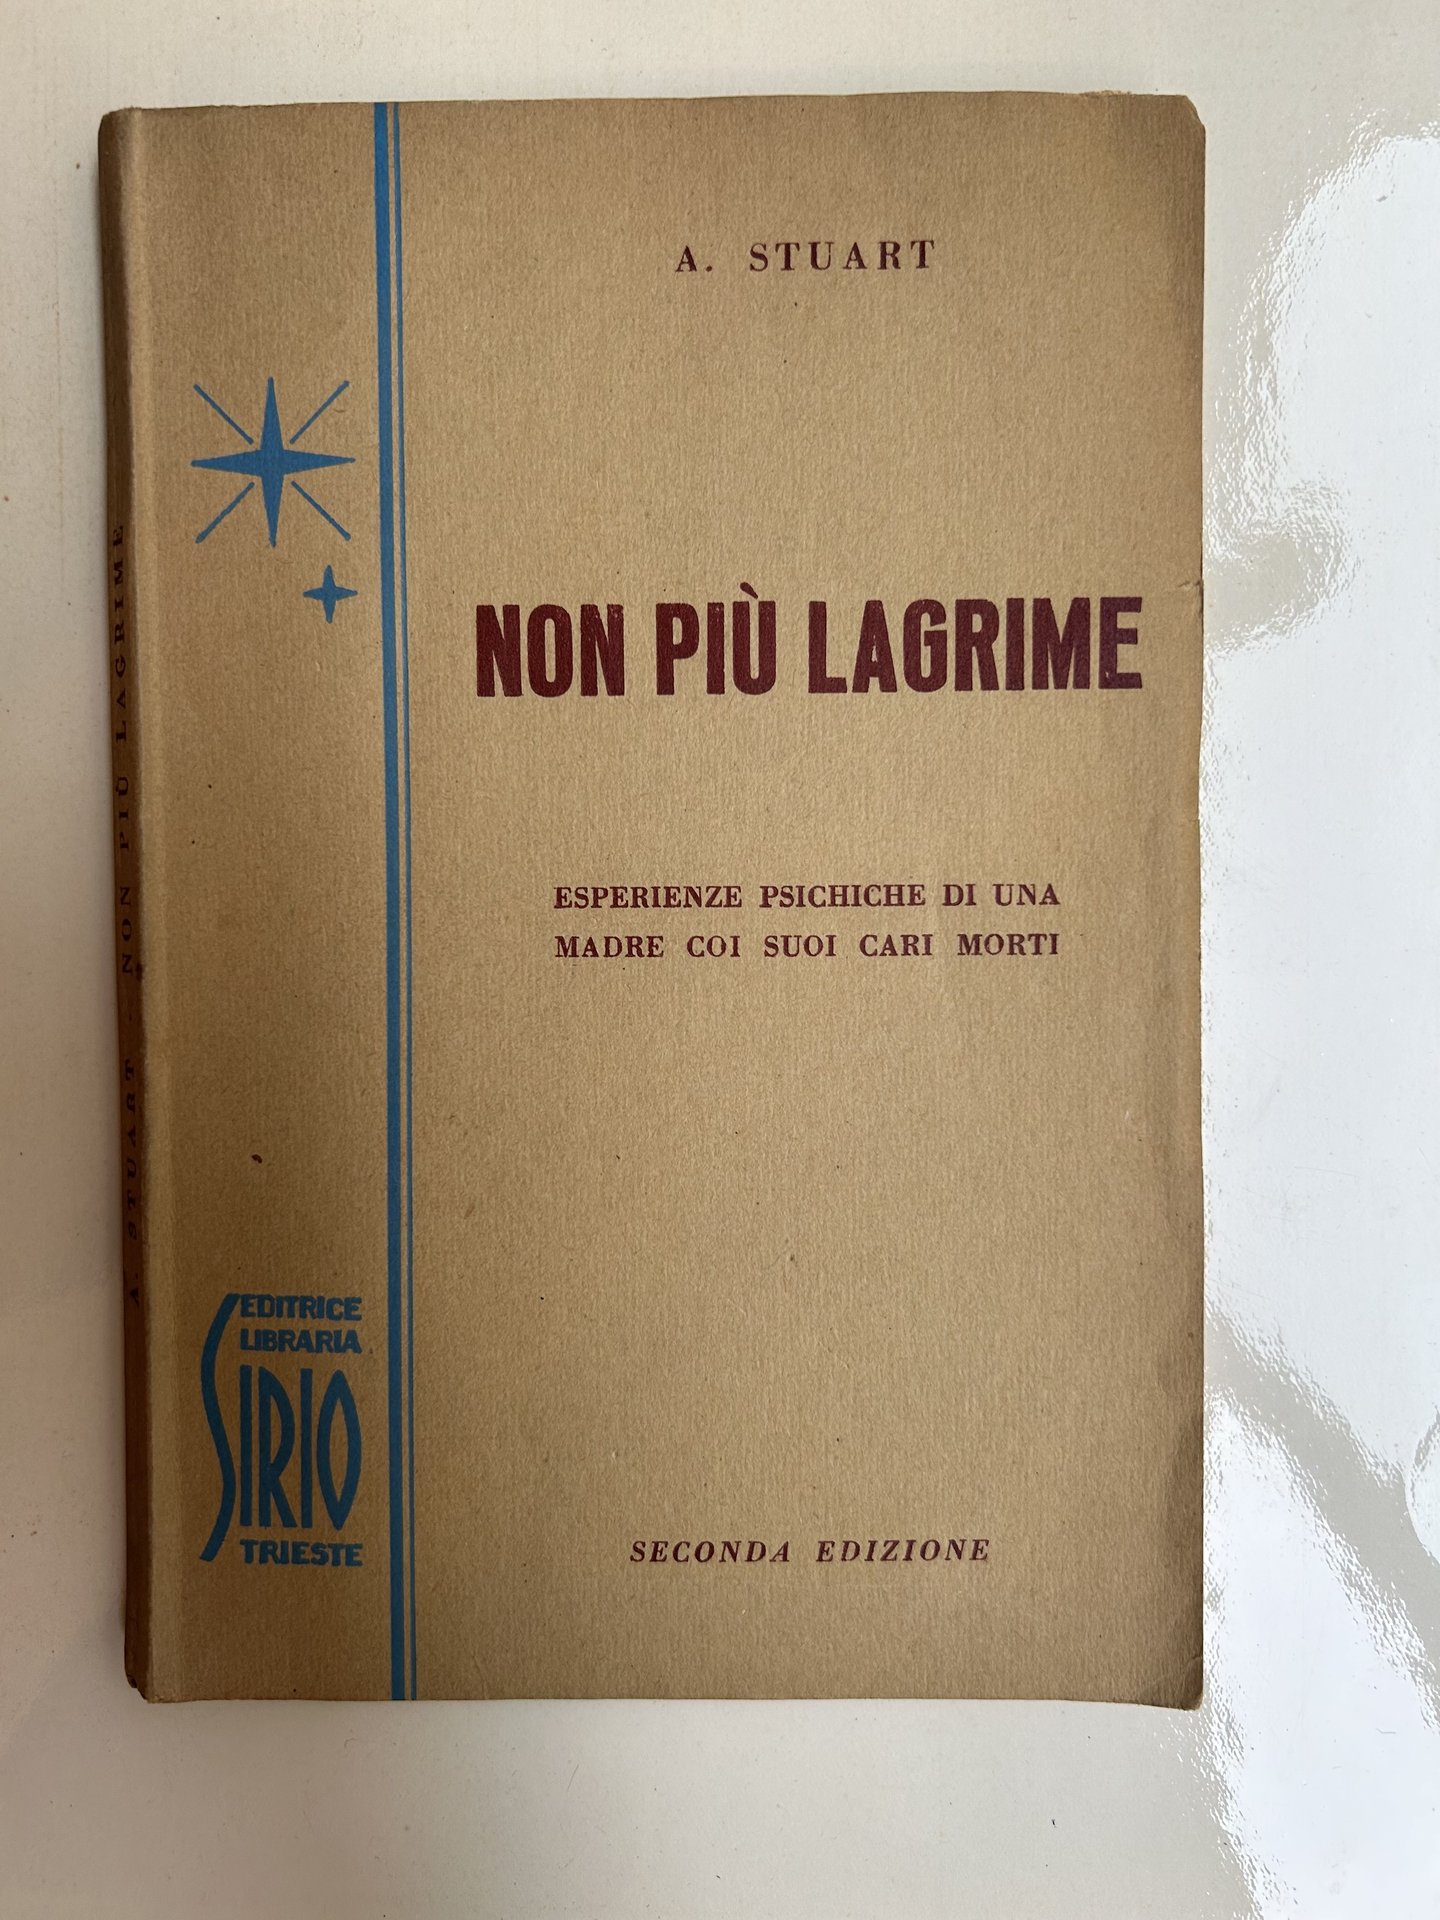 A. STUART
NON PIÙ LAGRIME
ESPERIENZE PSICHICHE DI UNA
MADRE COI SUOI CARI MORTI
SECONDA EDIZIONE
EDITRICE
LIBRARIA
SIRIO
TRIESTE
A. STUART - NON PIÙ LAGRIME